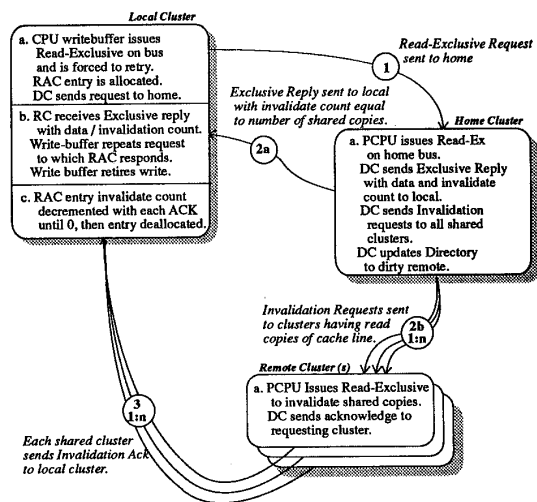 Local Cluster
a. CPU writebuffer issues
Read-Exclusive on bus
and is forced to retry.
RAC entry is allocated.
DC sends request to home.
b. RC receives Exclusive reply
with data / invalidation count.
Write-buffer repeats request
to which RAC responds.
Write buffer retires write.
c. RAC entry invalidate count
decremented with each ACK
until 0, then entry deallocated.
1
Read-Exclusive Request
sent to home
Exclusive Reply sent to local
with invalidate count equal
to number of shared copies.
2a
Home Cluster
a. PCPU issues Read-Ex
on home bus.
DC sends Exclusive Reply
with data and invalidate
count to local.
DC sends Invalidation
requests to all shared
clusters.
DC updates Directory
to dirty remote.
Invalidation Requests sent
to clusters having read
copies of cache line.
2b
1:n
Remote Cluster (s)
a. PCPU Issues Read-Exclusive
to invalidate shared copies.
DC sends acknowledge to
requesting cluster.
3
1:n
Each shared cluster
sends Invalidation Ack
to local cluster.